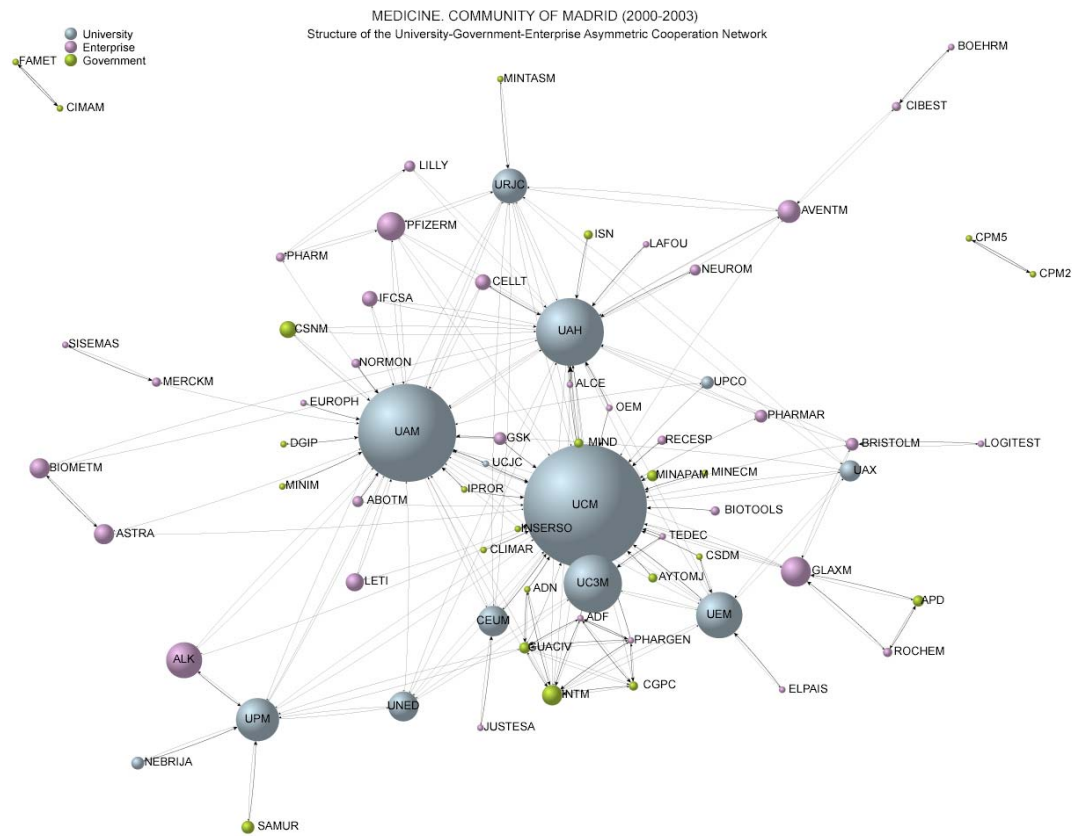 MEDICINE. COMMUNITY OF MADRID (2000-2003)
Structure of the University-Government-Enterprise Asymmetric Cooperation Network
University
Enterprise
Government
FAMET
CIMAM
MINTASM
BOEHRM
CIBEST
LILLY
URJC
AVENTM
PFIZERM
ISN
LAFOU
CPM5
PHARM
CELLT
NEUROM
CPM2
IFCSA
CSNM
UAH
SISEMAS
MERCKM
NORMON
ALCE
UPCO
EUROPH
OEM
PHARMAR
UAM
DGIP
GSK
MIND
RECESP
BRISTOLM
LOGITEST
BIOMETM
UCJC
UAX
MINIM
IPROR
MINAPAM
MINECM
ABOTM
UCM
BIOTOOLS
ASTRA
INSERSO
TEDEC
CLIMAR
CSDM
LETI
UC3M
AYTOMJ
GLAXM
ADN
APD
CEUM
ADF
UEM
PHARGEN
GUACIV
ROCHEM
ALK
CGPC
INTM
ELPAIS
UNED
UPM
JUSTESA
NEBRIJA
SAMUR